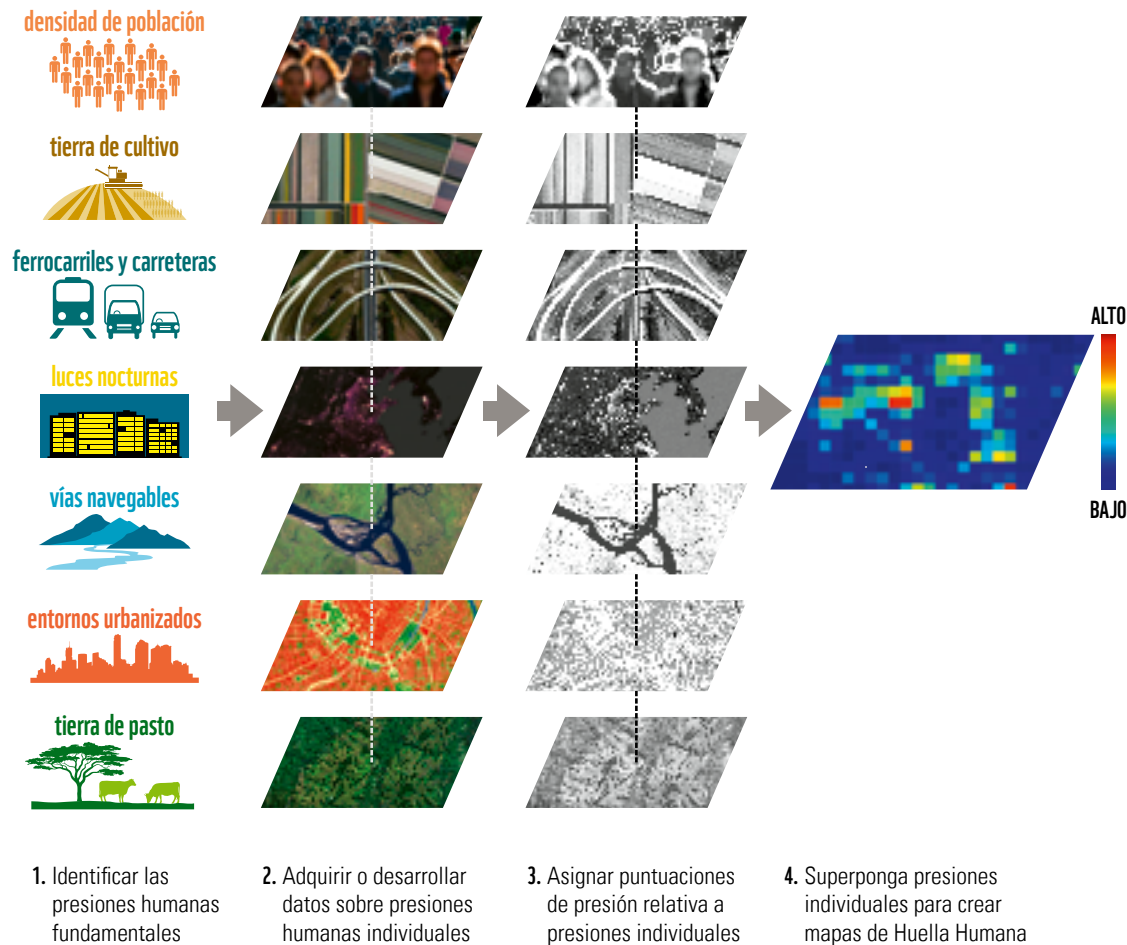 densidad de población
tierra de cultivo
ferrocarriles y carreteras
luces nocturnas
vías navegables
entornos urbanizados
tierra de pasto
ALTO
BAJO
1. Identificar las
presiones humanas
fundamentales
2. Adquirir o desarrollar
datos sobre presiones
humanas individuales
3. Asignar puntuaciones
de presión relativa a
presiones individuales
4. Superponga presiones
individuales para crear
mapas de Huella Humana